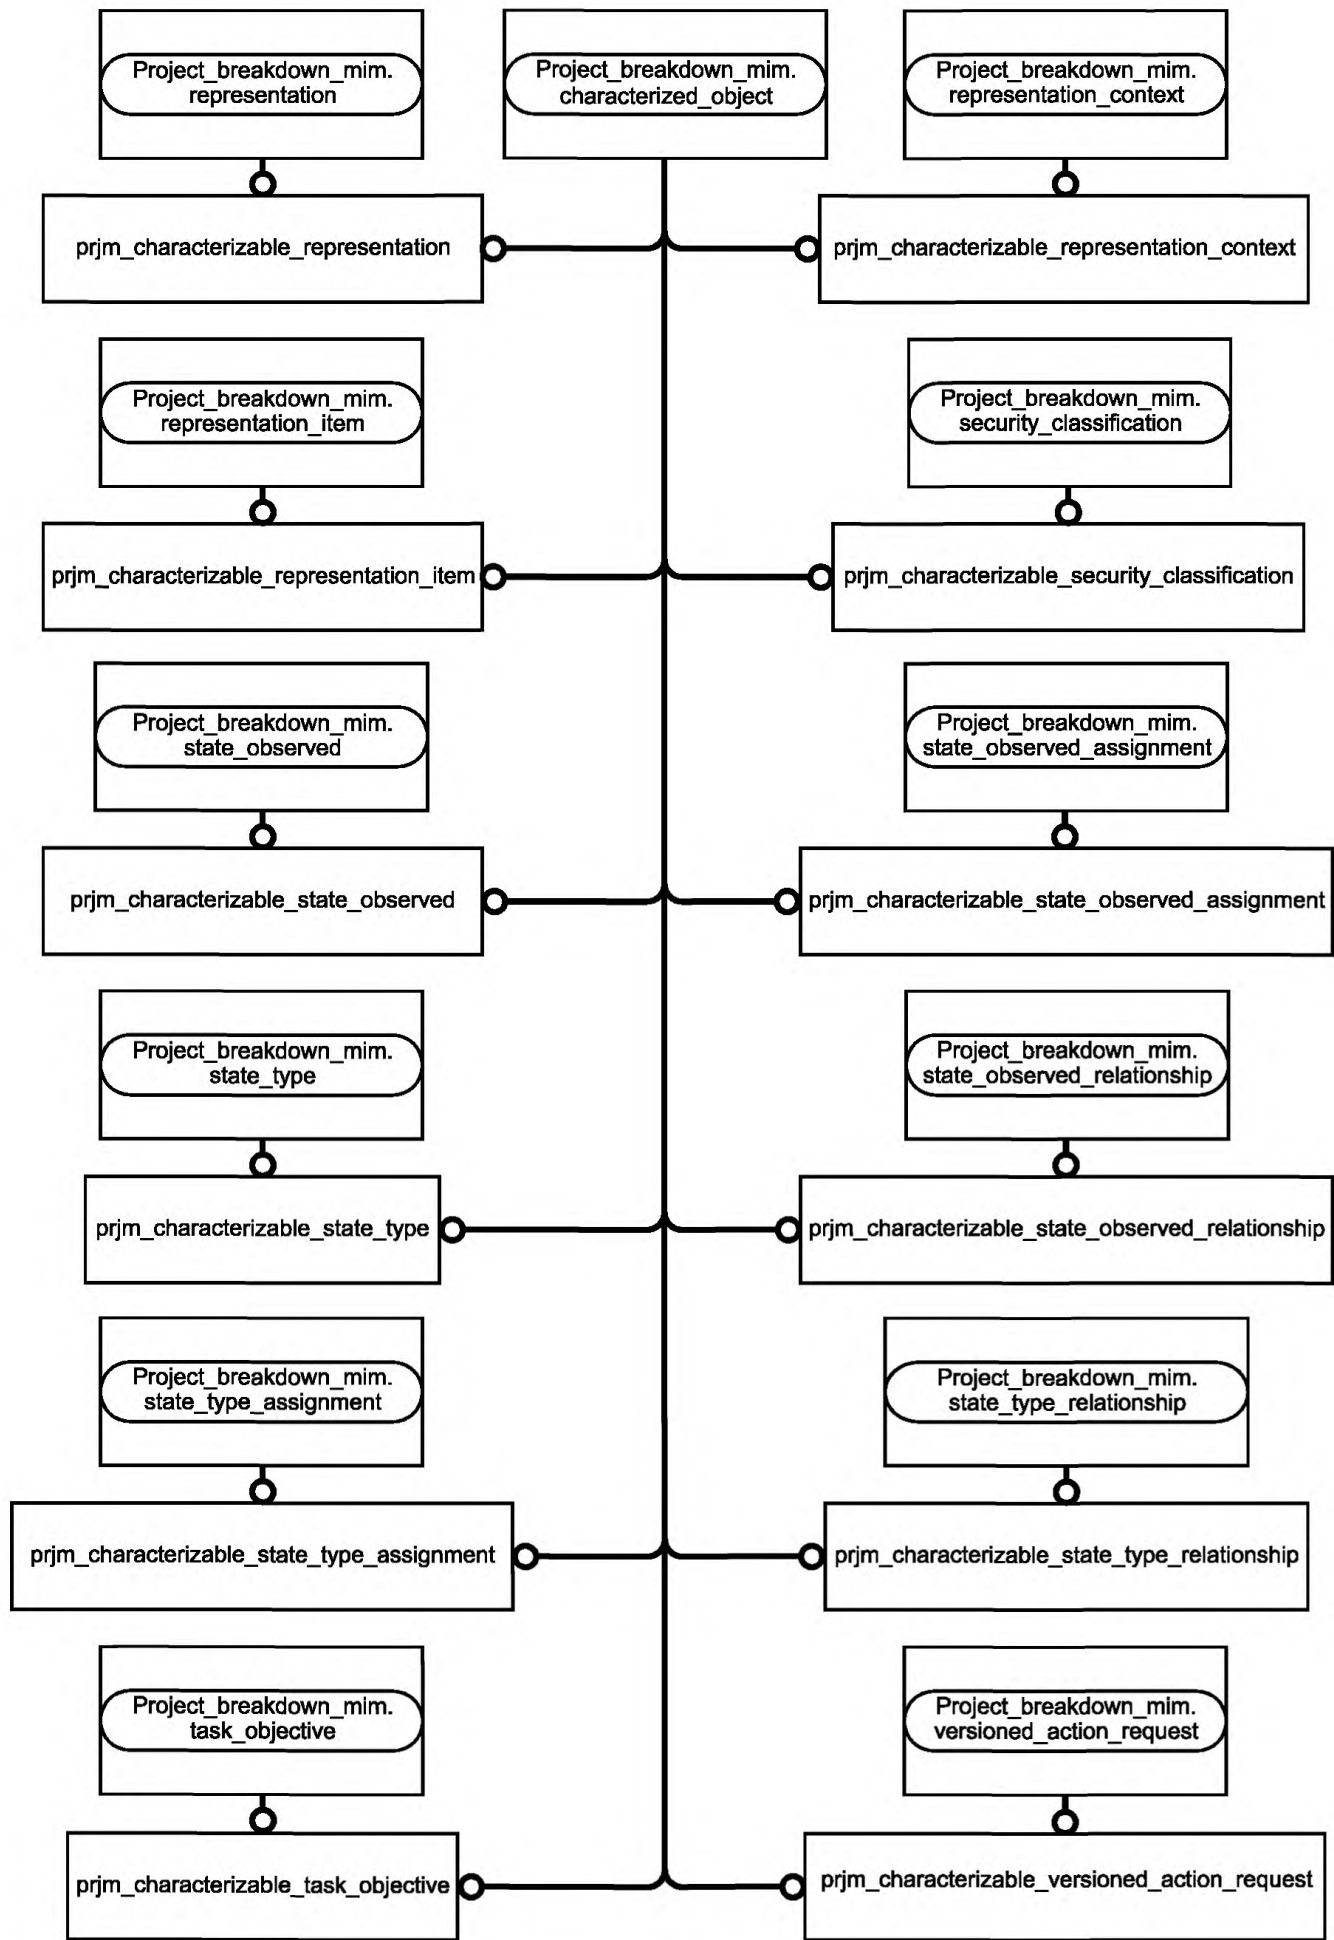 Project_breakdown_mim.
representation
Project_breakdown_mim.
characterized_object
Project_breakdown_mim.
representation_context
prjm_characterizable_representation
prjm_characterizable_representation_context
Project_breakdown_mim.
representation_item
Project_breakdown_mim.
security_classification
prjm_characterizable_representation_item
prjm_characterizable_security_classification
Project_breakdown_mim.
state_observed
Project_breakdown_mim.
state_observed_assignment
prjm_characterizable_state_observed
prjm_characterizable_state_observed_assignment
Project_breakdown_mim.
state_type
Project_breakdown_mim.
state_observed_relationship
prjm_characterizable_state_type
prjm_characterizable_state_observed_relationship
Project_breakdown_mim.
state_type_assignment
Project_breakdown_mim.
state_type_relationship
prjm_characterizable_state_type_assignment
prjm_characterizable_state_type_relationship
Project_breakdown_mim.
task_objective
Project_breakdown_mim.
versioned_action_request
prjm_characterizable_task_objective
prjm_characterizable_versioned_action_request